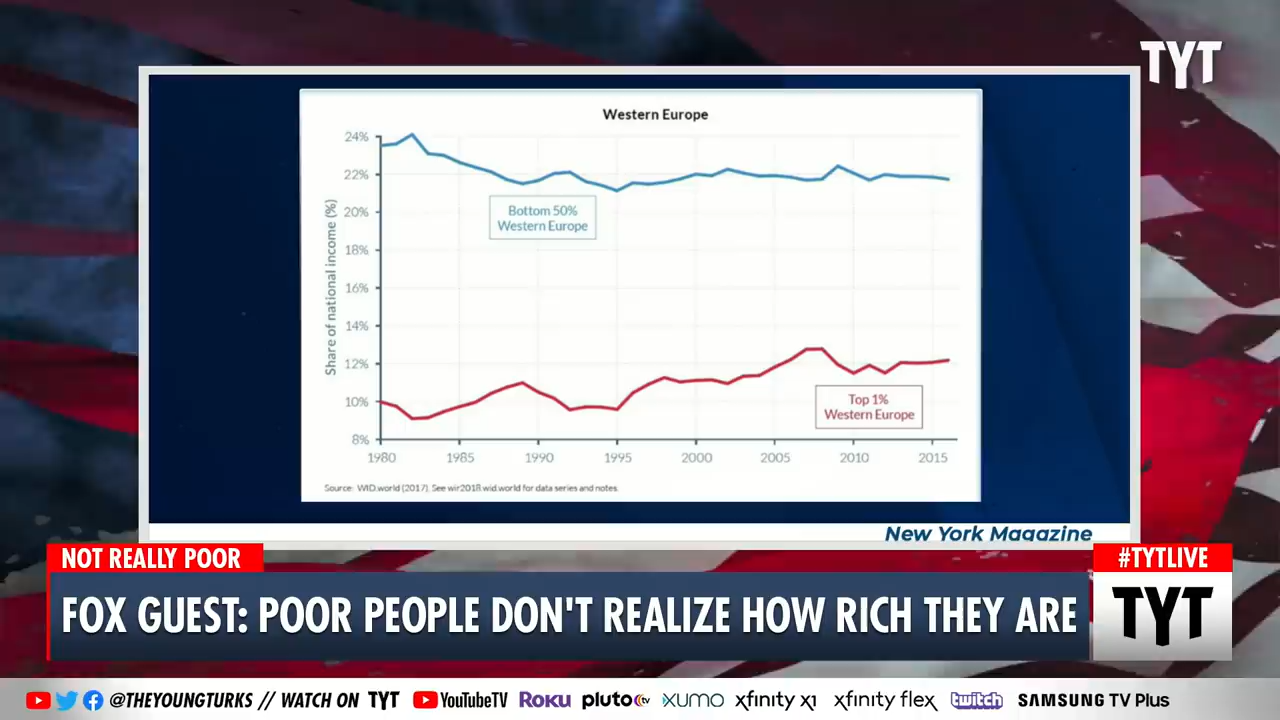 TYT
Western Europe
24%
22%
20%
18%
16%
14%
12%
10%
8%
Share of national income (%)
Bottom 50%
Western Europe
Top 1%
Western Europe
1980
1985
1990
1995
2000
2005
2010
2015
Source: WID.world (2017). See wir2018.wid.world for data series and notes.
New York Magazine
NOT REALLY POOR
#TYTLIVE
FOX GUEST: POOR PEOPLE DON'T REALIZE HOW RICH THEY ARE
TYT
@THEYOUNGTURKS // WATCH ON TYT YouTubeTV ROKU pluto tv XUMO xfinity x1 xfinity flex twitch SAMSUNG TV Plus